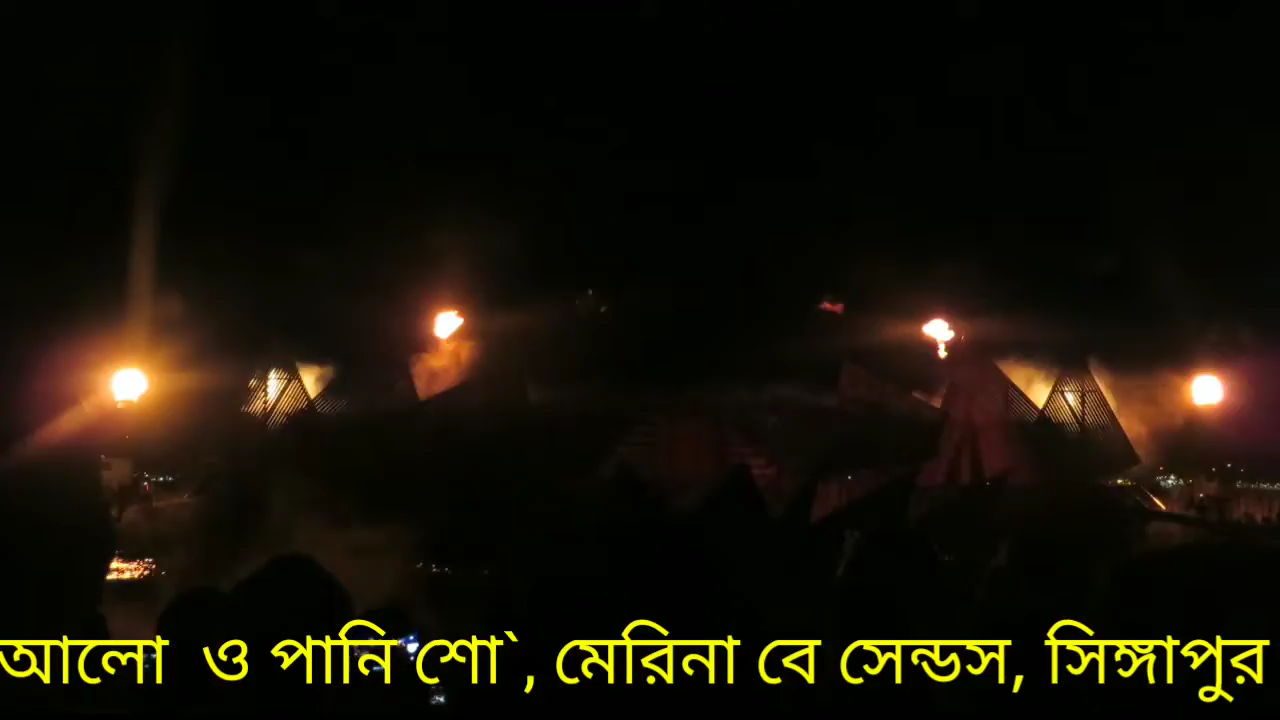 আলো ও পানি শো`, মেরিনা বে সেন্ডস, সিঙ্গাপুর